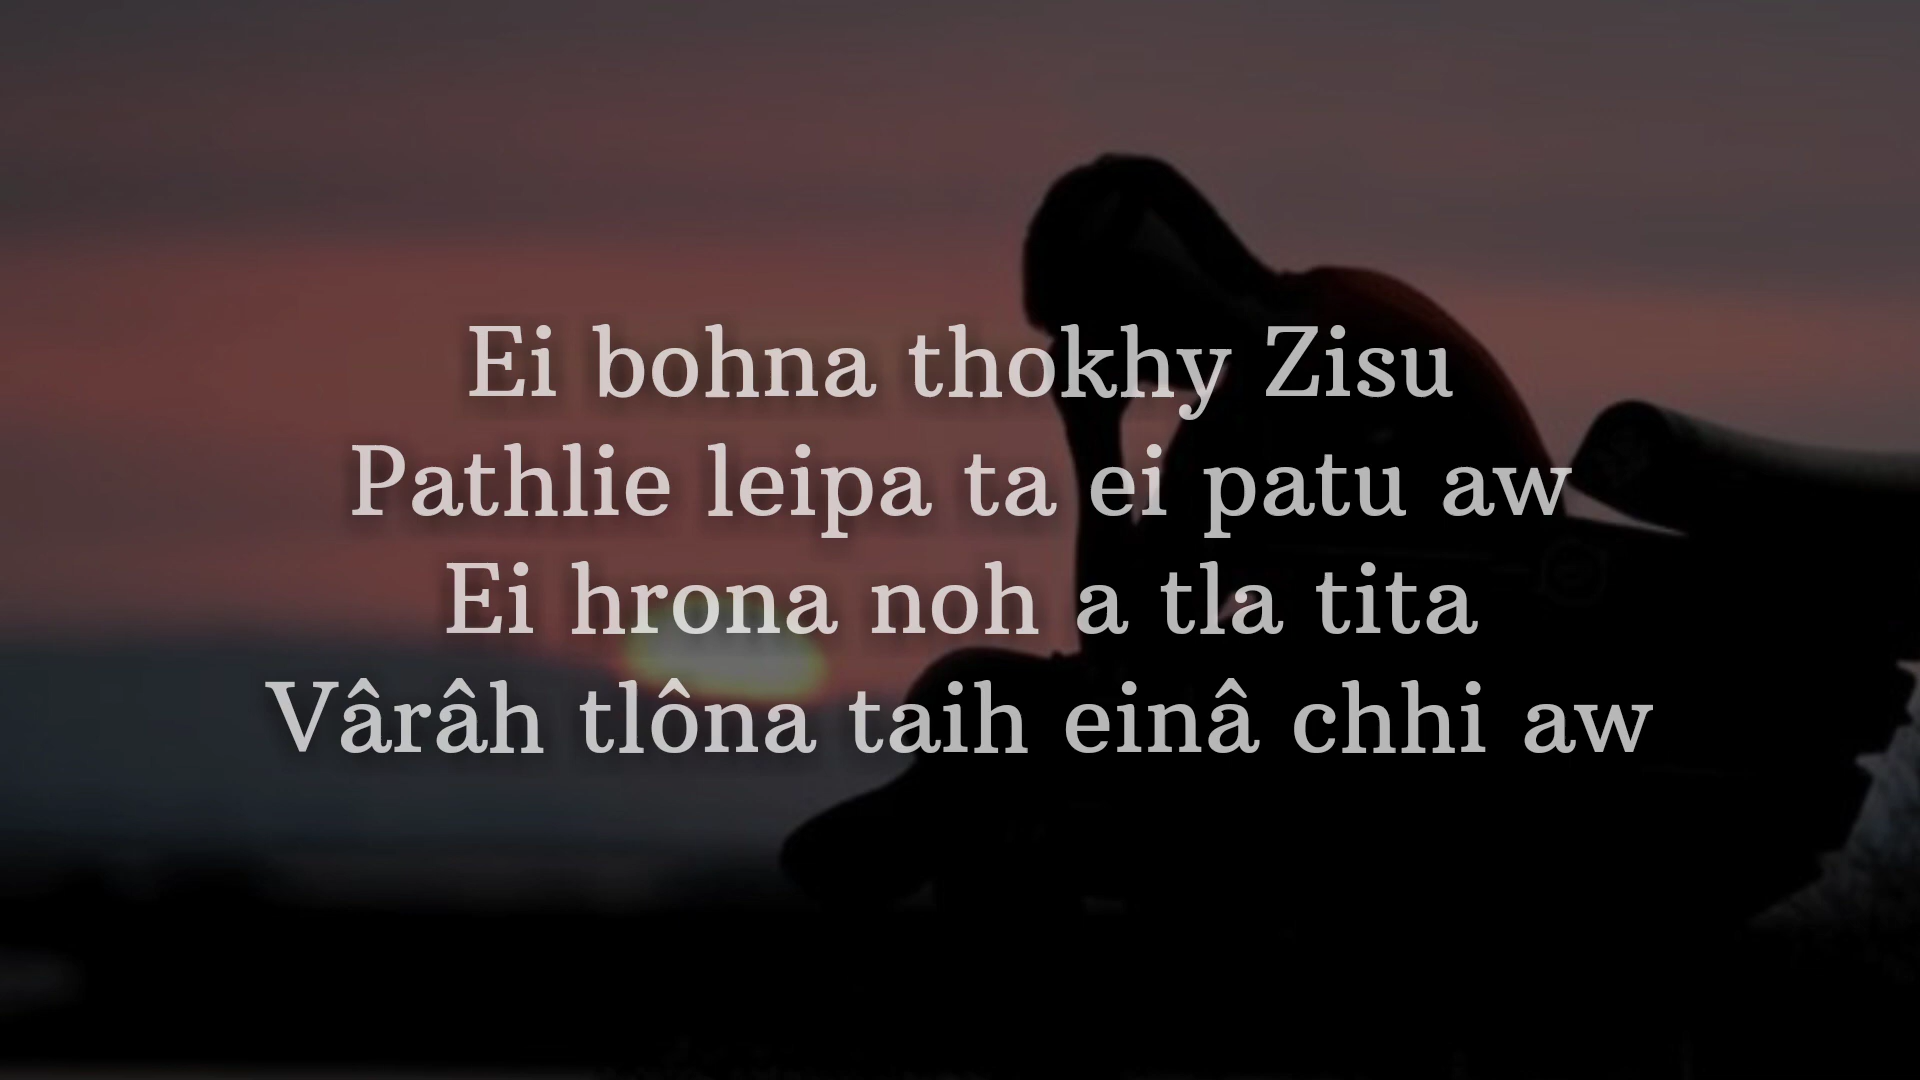 Ei bohna thokhy Zisu
Pathlie leipa ta ei patu aw
Ei hrona noh a tla tita
Vârâh tlôna taih einâ chhi aw